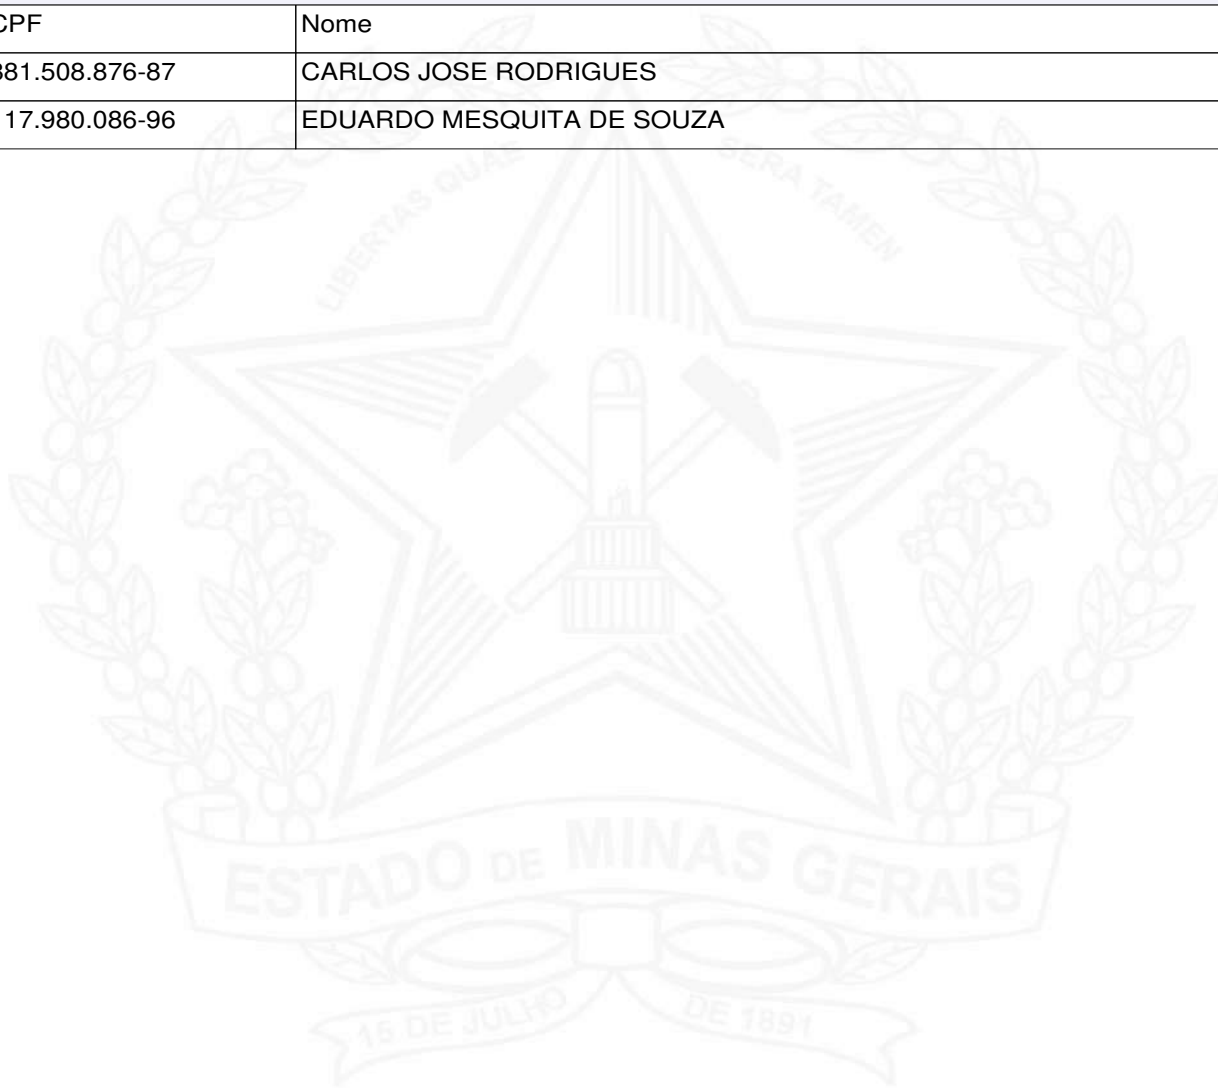 CPF Nome
881.508.876-87 CARLOS JOSE RODRIGUES
17.980.086-96 EDUARDO MESQUITA DE SOUZA
LIBERTAS QUAE SERA TAMEN
ESTADO DE MINAS GERAIS
15 DE JULHO DE 1891